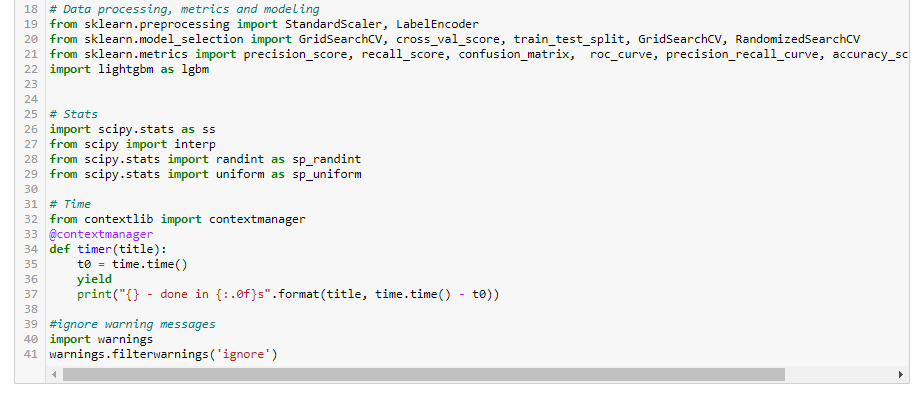 18 # Data processing, metrics and modeling
19 from sklearn.preprocessing import StandardScaler, LabelEncoder
20 from sklearn.model_selection import GridSearchCV, cross_val_score, train_test_split, GridSearchCV, RandomizedSearchCV
21 from sklearn.metrics import precision_score, recall_score, confusion_matrix,  roc_curve, precision_recall_curve, accuracy_sc
22 import lightgbm as lgbm
23
24
25 # Stats
26 import scipy.stats as ss
27 from scipy import interp
28 from scipy.stats import randint as sp_randint
29 from scipy.stats import uniform as sp_uniform
30
31 # Time
32 from contextlib import contextmanager
33 @contextmanager
34 def timer(title):
35     t0 = time.time()
36     yield
37     print("{} - done in {:.0f}s".format(title, time.time() - t0))
38
39 #ignore warning messages
40 import warnings
41 warnings.filterwarnings('ignore')